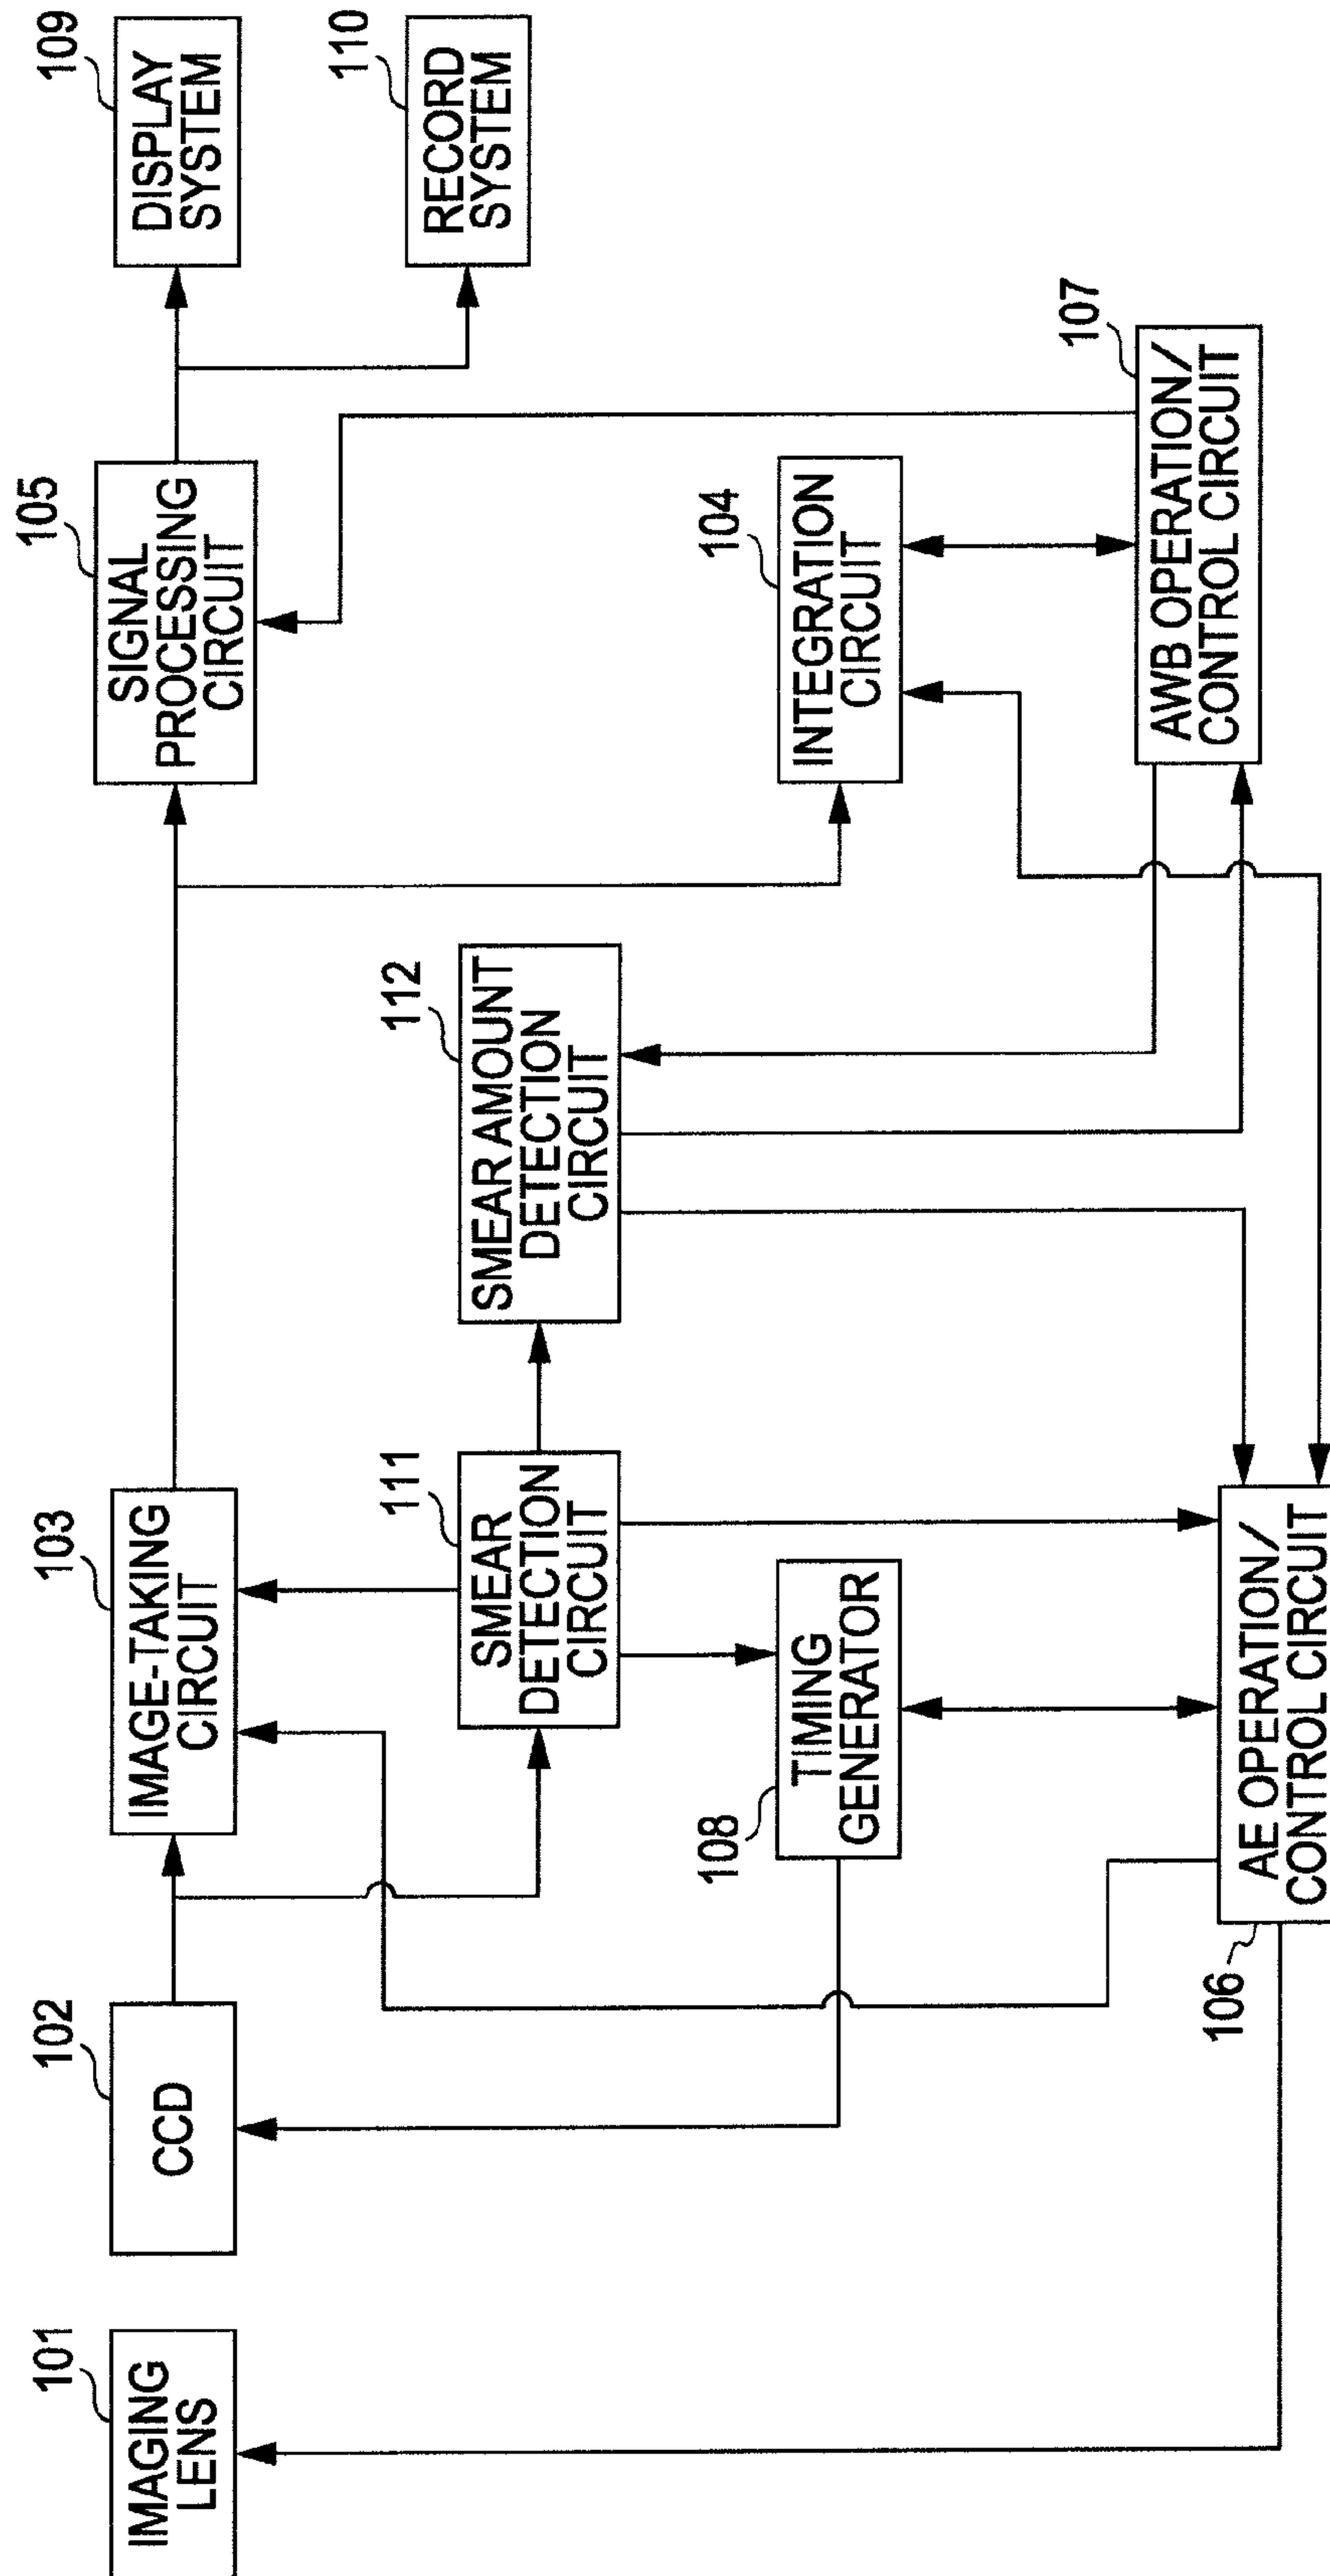 101
IMAGING
LENS
102
CCD
103
IMAGE-TAKING
CIRCUIT
105
SIGNAL
PROCESSING
CIRCUIT
109
DISPLAY
SYSTEM
110
RECORD
SYSTEM
111
SMEAR
DETECTION
CIRCUIT
112
SMEAR AMOUNT
DETECTION
CIRCUIT
108
TIMING
GENERATOR
104
INTEGRATION
CIRCUIT
106
AE OPERATION/
CONTROL CIRCUIT
107
AWB OPERATION/
CONTROL CIRCUIT